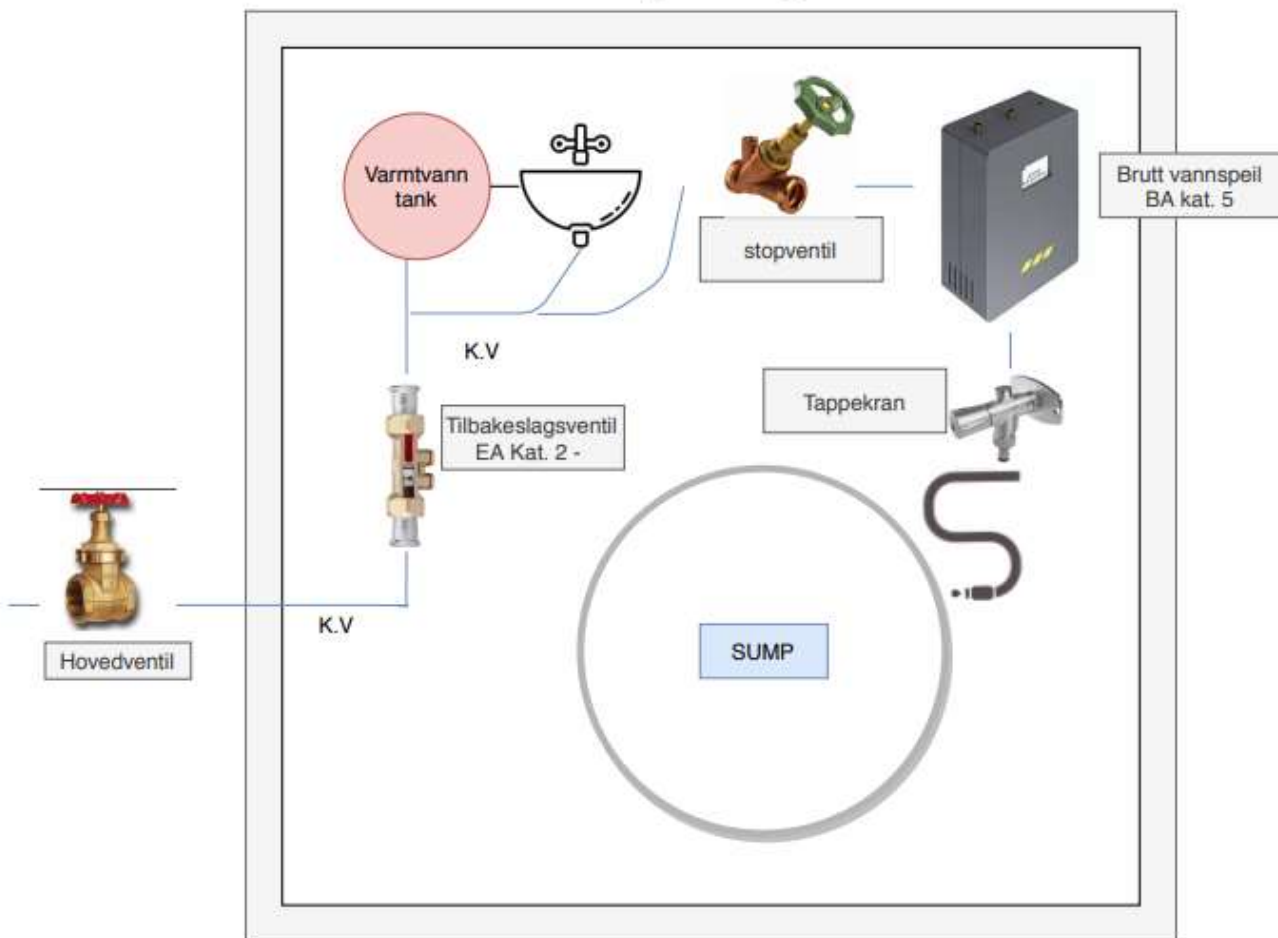 Varmtvann
tank
stopventil
Brutt vannspeil
BA kat. 5
K.V
Tilbakeslagsventil
EA Kat. 2 -
Tappekran
K.V
Hovedventil
SUMP